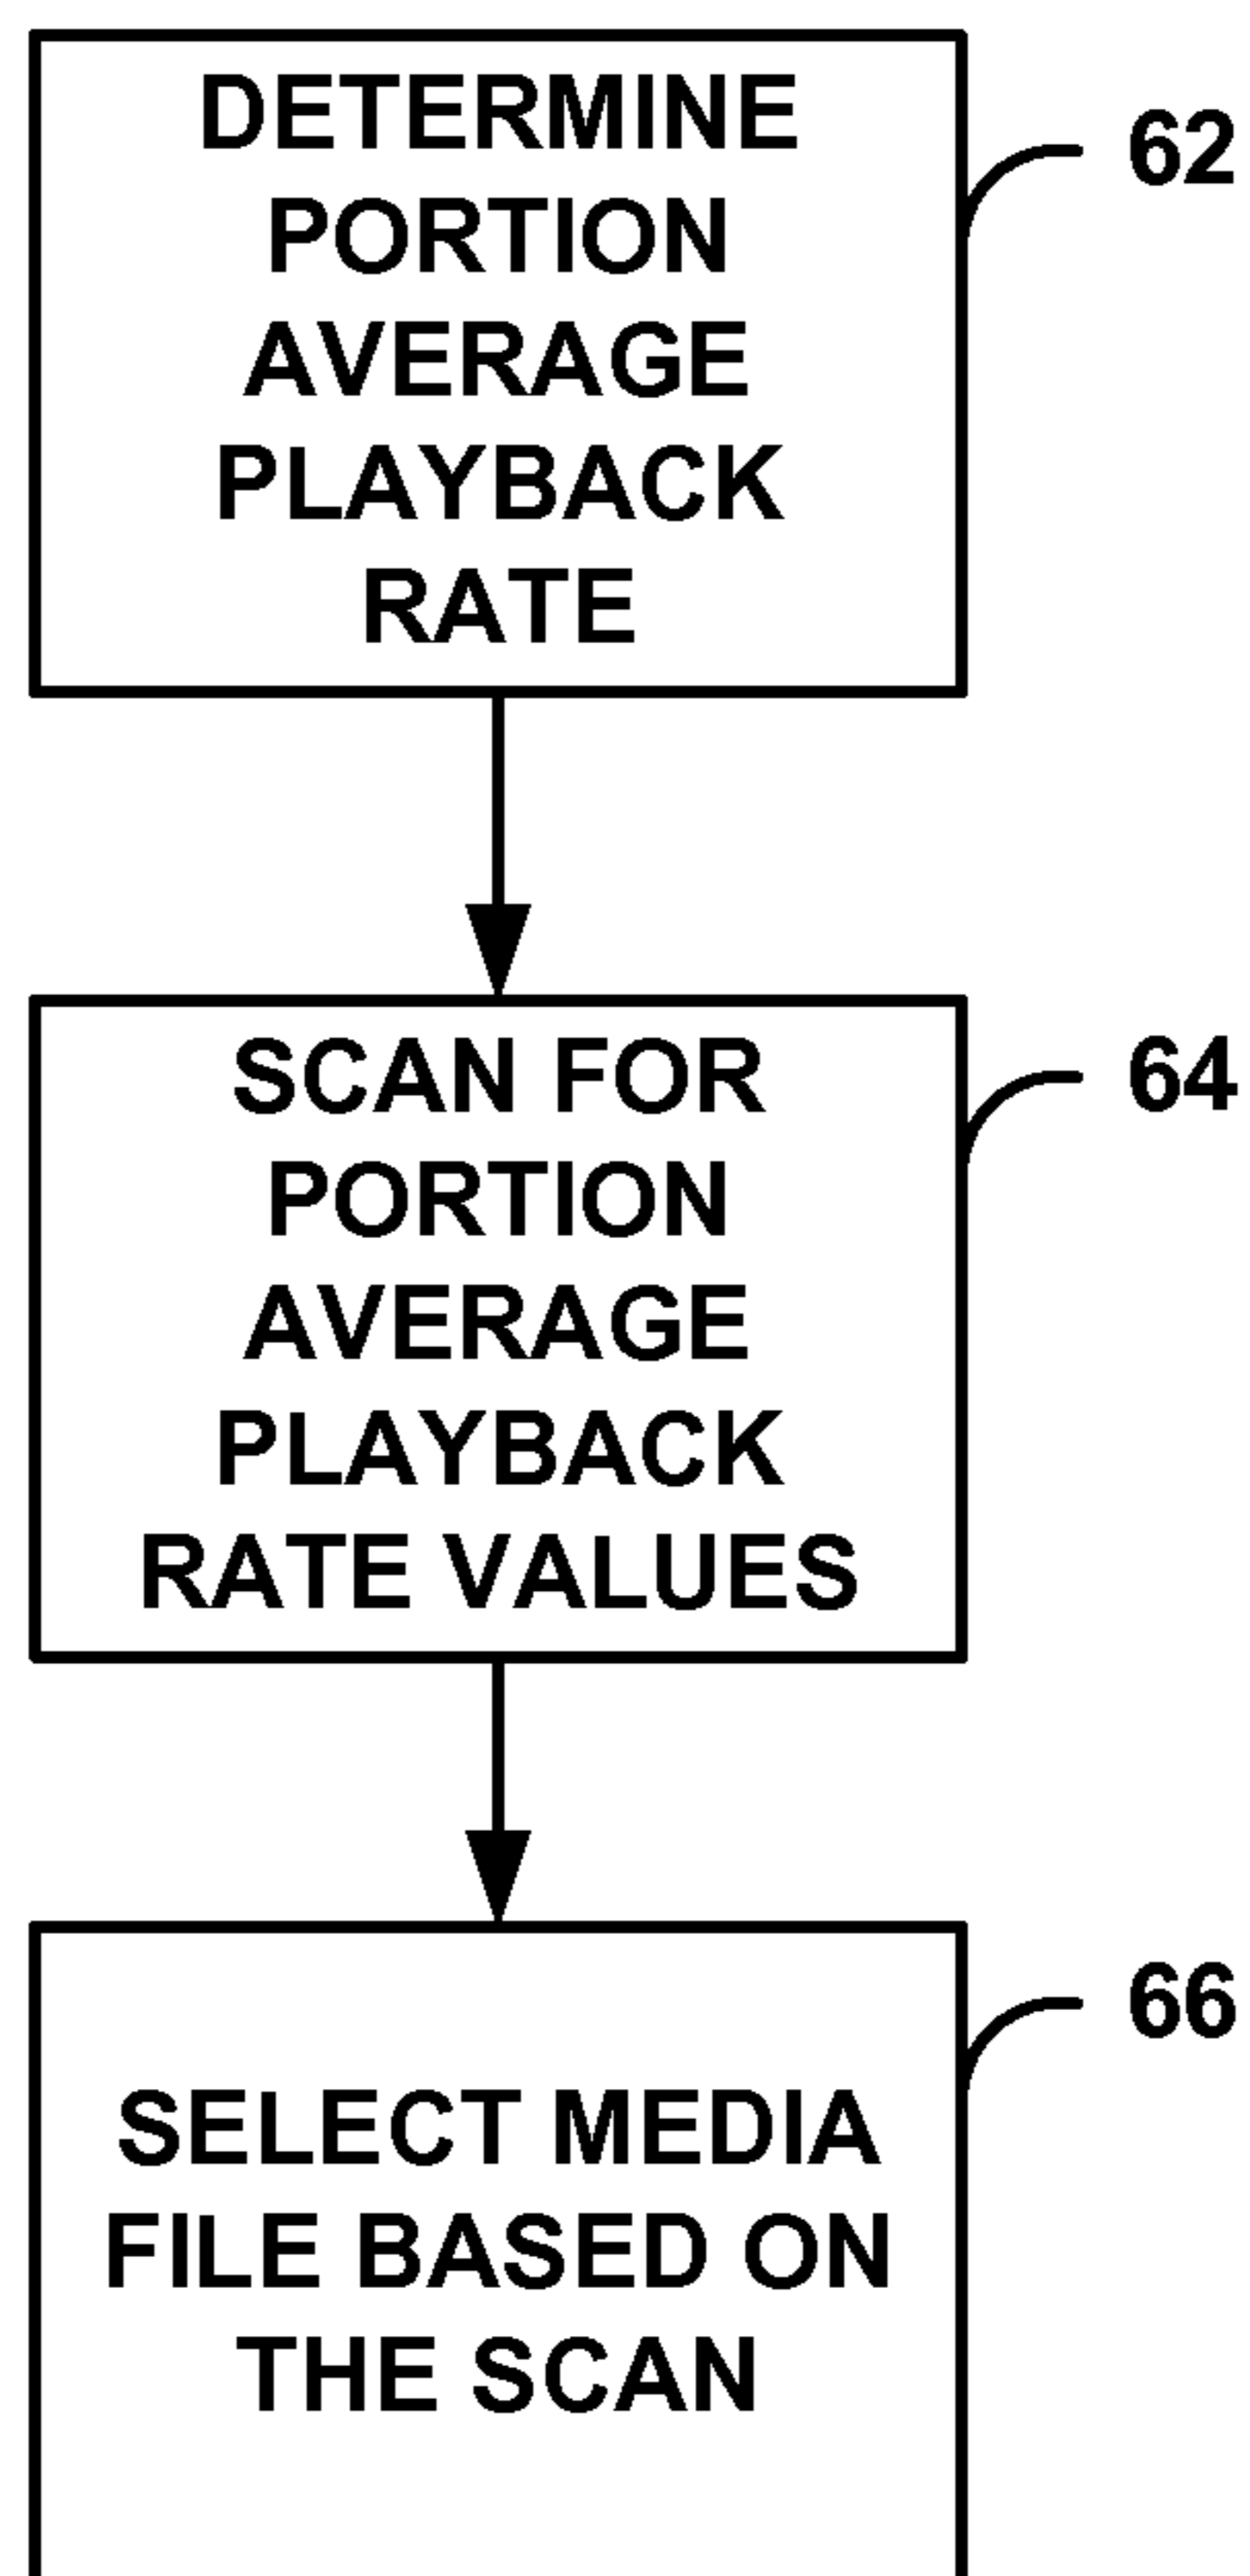 DETERMINE
PORTION
AVERAGE
PLAYBACK
RATE
62
SCAN FOR
PORTION
AVERAGE
PLAYBACK
RATE VALUES
64
SELECT MEDIA
FILE BASED ON
THE SCAN
66